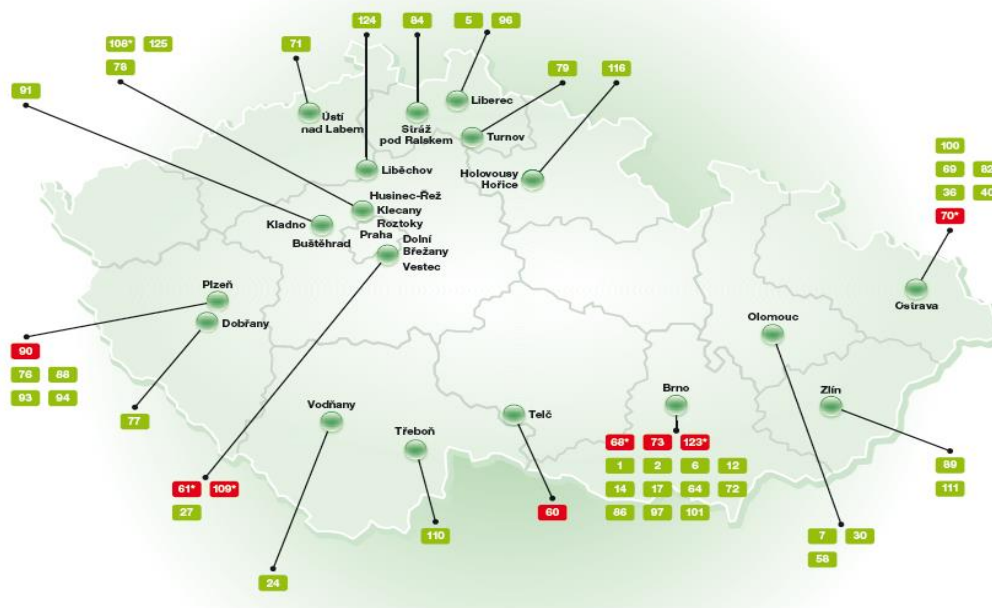 124
84
5 96
108* 125
78
71
79
116
91
Liberec
Ústí
nad Labem
Stráž
pod Ralskem
Turnov
100
69 82
36 40
70*
Liběchov
Holovousy
Hořice
Husinec-Řež
Klecany
Roztoky
Praha
Kladno
Buštěhrad
Dolní
Břežany
Vestec
Plzeň
Dobřany
Ostrava
Olomouc
90
76 88
93 94
77
Vodňany
Třeboň
Telč
Brno
Zlín
68* 73 123*
1 2 6 12
14 17 64 72
86 97 101
61* 109*
27
60
89
111
110
7 30
58
24